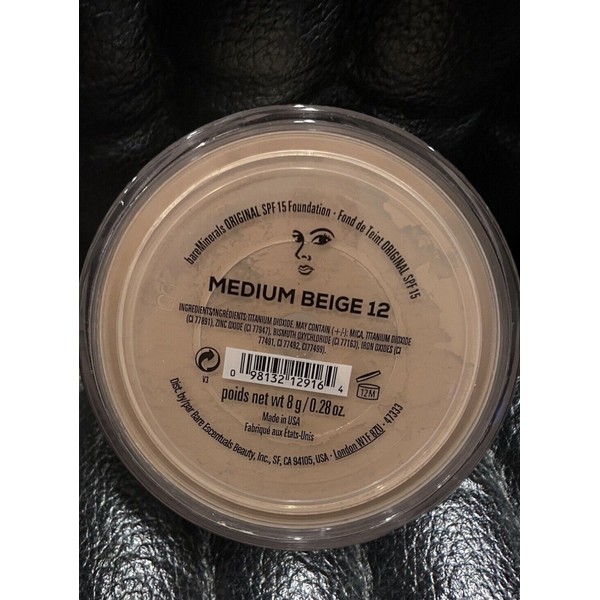 bareMinerals ORIGINAL SPF 15 Foundation - Fond de Teint ORIGINAL SPF 15
MEDIUM BEIGE 12
INGREDIENTS/INGRÉDIENTS: TITANIUM DIOXIDE. MAY CONTAIN (+/-): MICA, TITANIUM DIOXIDE
(CI 77891), ZINC OXIDE (CI 77947), BISMUTH OXYCHLORIDE (CI 77163), IRON OXIDES (CI
77491, CI 77492, CI77499).
V3
0 98132 12916 4
12M
poids net wt 8 g / 0.28 oz.
Made in USA
Fabriqué aux États-Unis
Dist. by/par Bare Escentuals Beauty, Inc., SF, CA 94105, USA - London W1F 8ZU - 47333